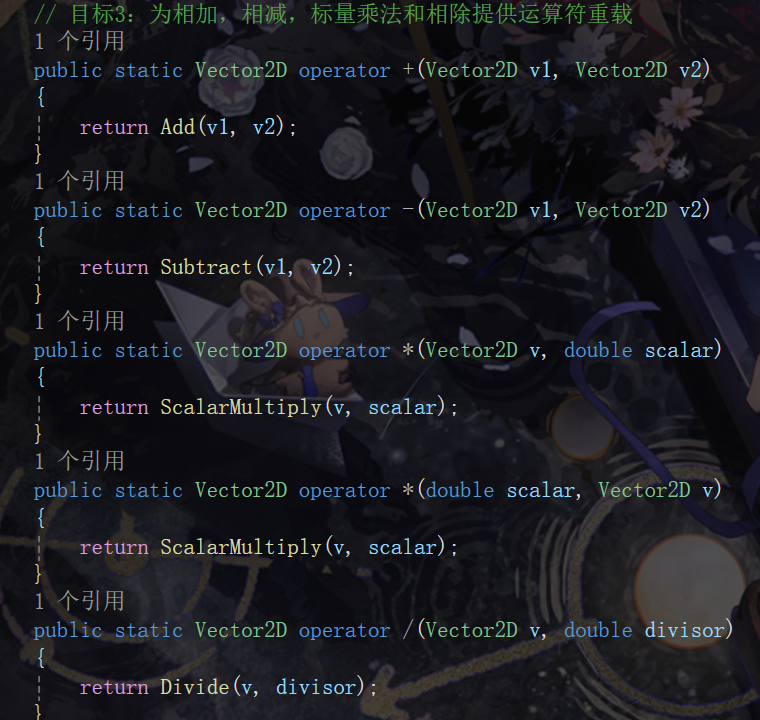 // 目标3：为相加，相减，标量乘法和相除提供运算符重载
1 个引用
public static Vector2D operator +(Vector2D v1, Vector2D v2)
{
return Add(v1, v2);
}
1 个引用
public static Vector2D operator -(Vector2D v1, Vector2D v2)
{
return Subtract(v1, v2);
}
1 个引用
public static Vector2D operator *(Vector2D v, double scalar)
{
return ScalarMultiply(v, scalar);
}
1 个引用
public static Vector2D operator *(double scalar, Vector2D v)
{
return ScalarMultiply(v, scalar);
}
1 个引用
public static Vector2D operator /(Vector2D v, double divisor)
{
return Divide(v, divisor);
}